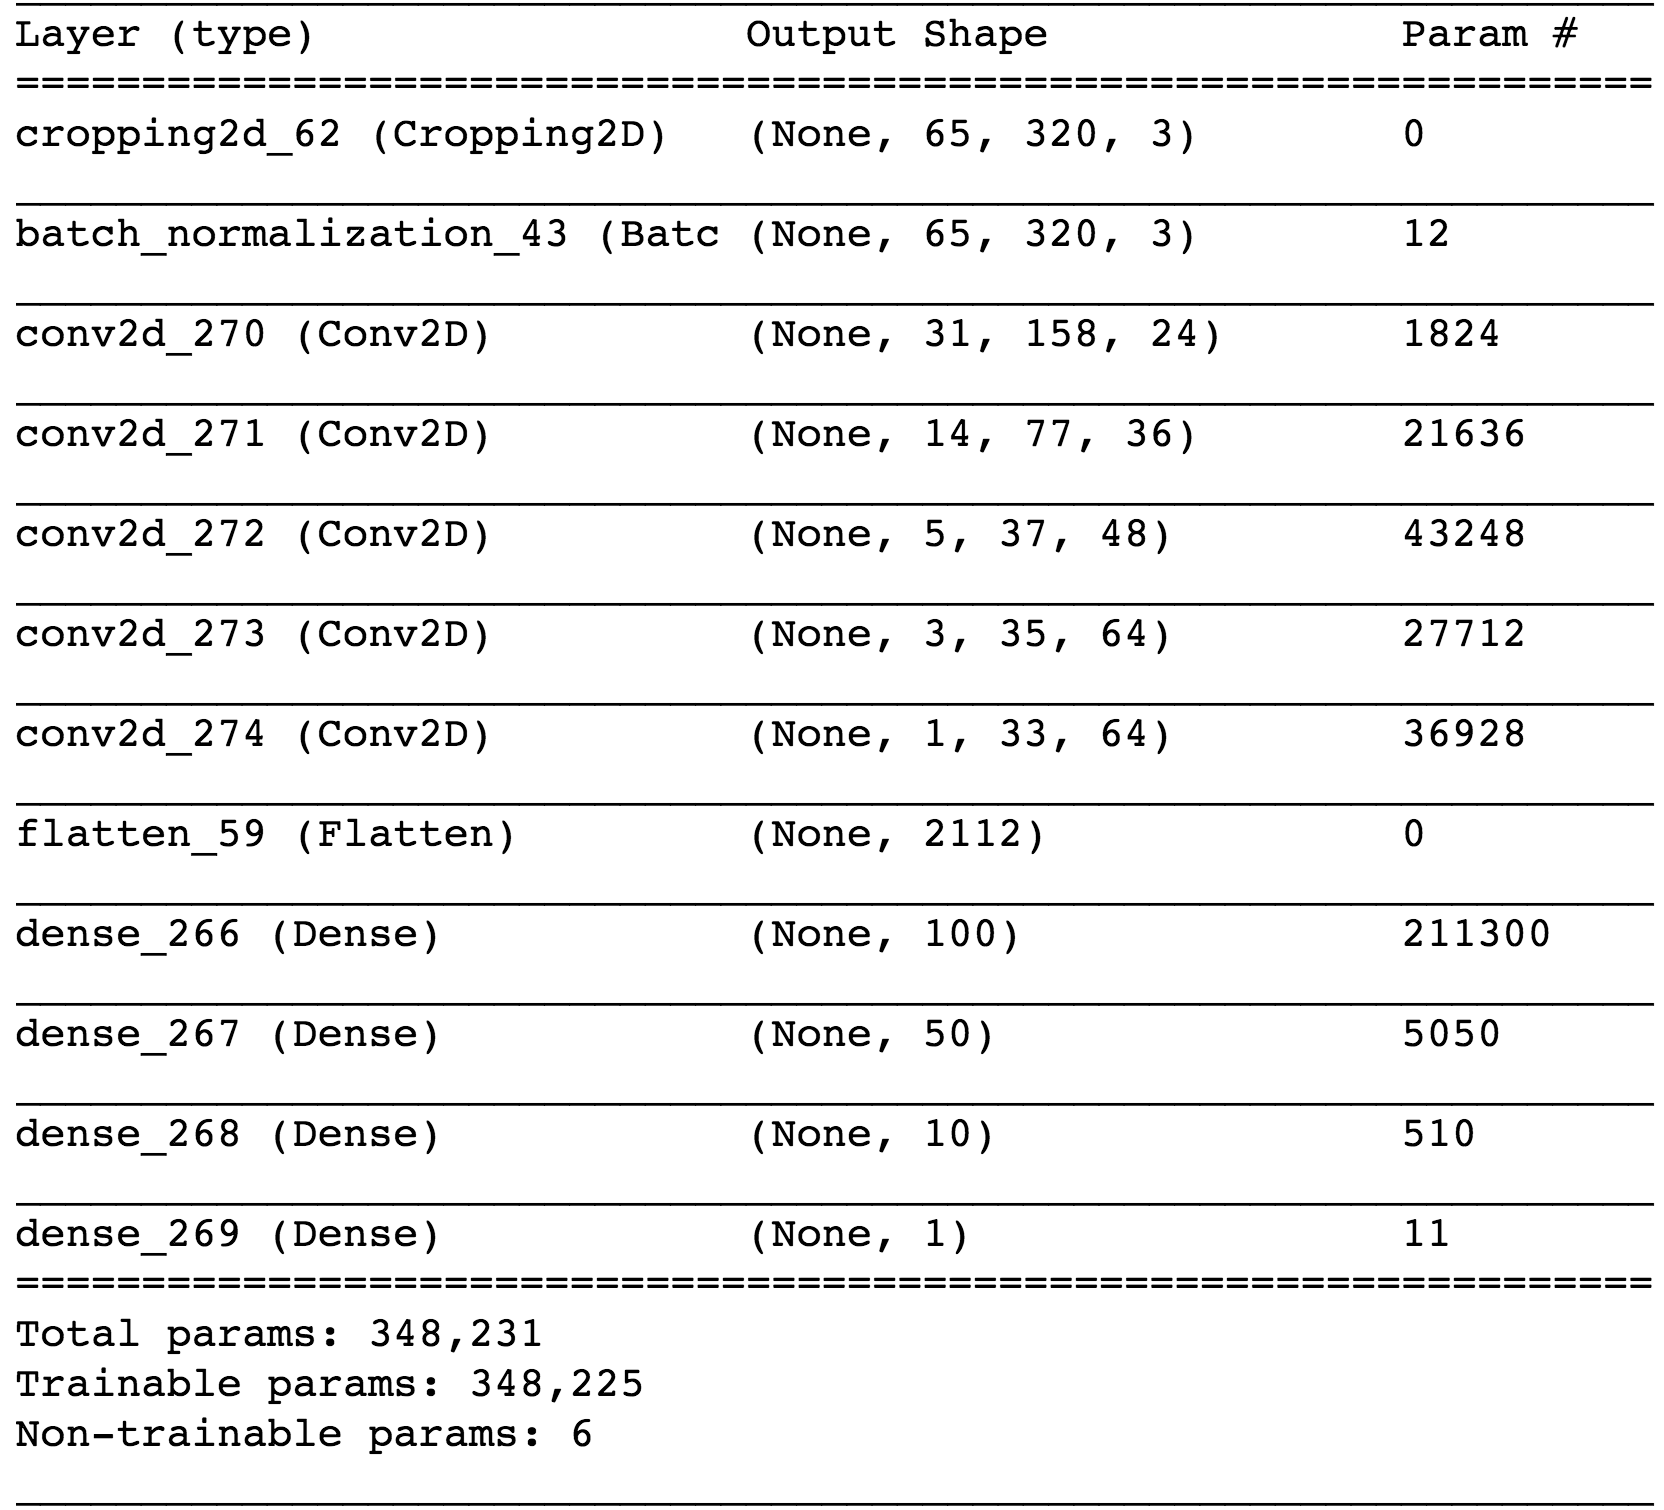 Layer (type) Output Shape Param #
=================================================================
cropping2d_62 (Cropping2D) (None, 65, 320, 3) 0
batch_normalization_43 (Batc (None, 65, 320, 3) 12
conv2d_270 (Conv2D) (None, 31, 158, 24) 1824
conv2d_271 (Conv2D) (None, 14, 77, 36) 21636
conv2d_272 (Conv2D) (None, 5, 37, 48) 43248
conv2d_273 (Conv2D) (None, 3, 35, 64) 27712
conv2d_274 (Conv2D) (None, 1, 33, 64) 36928
flatten_59 (Flatten) (None, 2112) 0
dense_266 (Dense) (None, 100) 211300
dense_267 (Dense) (None, 50) 5050
dense_268 (Dense) (None, 10) 510
dense_269 (Dense) (None, 1) 11
=================================================================
Total params: 348,231
Trainable params: 348,225
Non-trainable params: 6